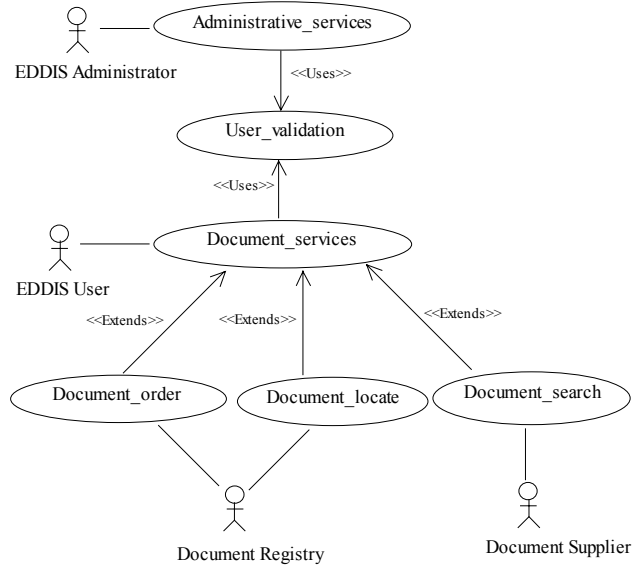 Administrative_services
EDDIS Administrator
<<Uses>>
User_validation
<<Uses>>
Document_services
EDDIS User
<<Extends>>
<<Extends>>
<<Extends>>
Document_order
Document_locate
Document_search
Document Registry
Document Supplier